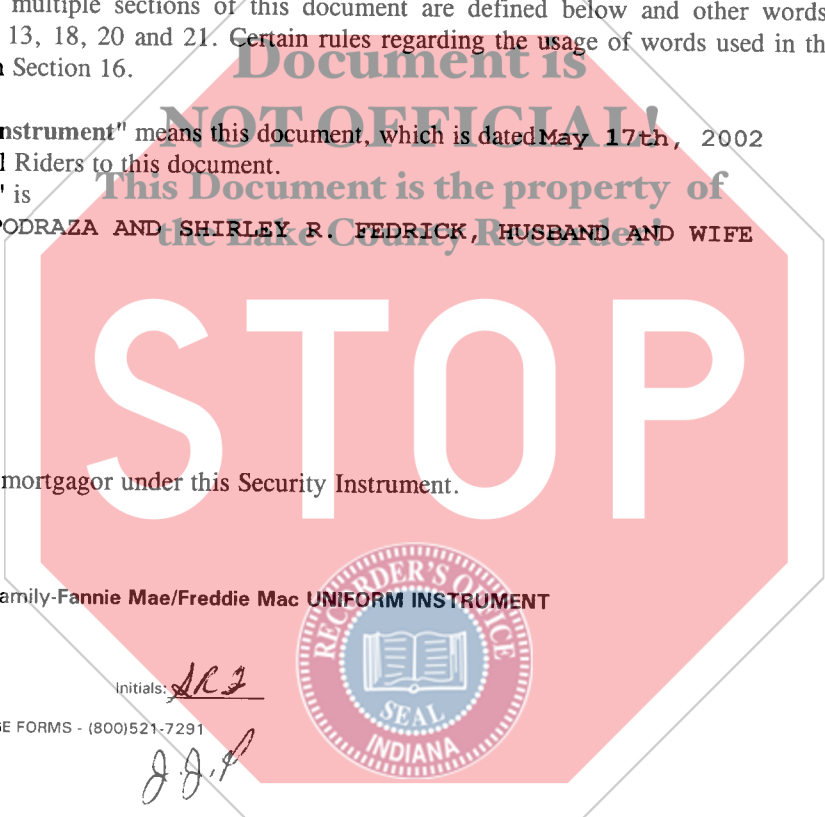 multiple sections of this document are defined below and other words
13, 18, 20 and 21. Certain rules regarding the usage of words used in th
Section 16.
Document is
NOT OFFICIAL!
nstrument" means this document, which is dated May 17th, 2002
Riders to this document.
This Document is the property of
" is
the Lake County Recorder!
PODRAZA AND SHIRLEY R. FEDRICK, HUSBAND AND WIFE
STOP
mortgagor under this Security Instrument.
amily-Fannie Mae/Freddie Mac UNIFORM INSTRUMENT
RECORDER'S OFFICE
SEAL
INDIANA
Initials: SRF
GE FORMS - (800)521-7291
J.J.P